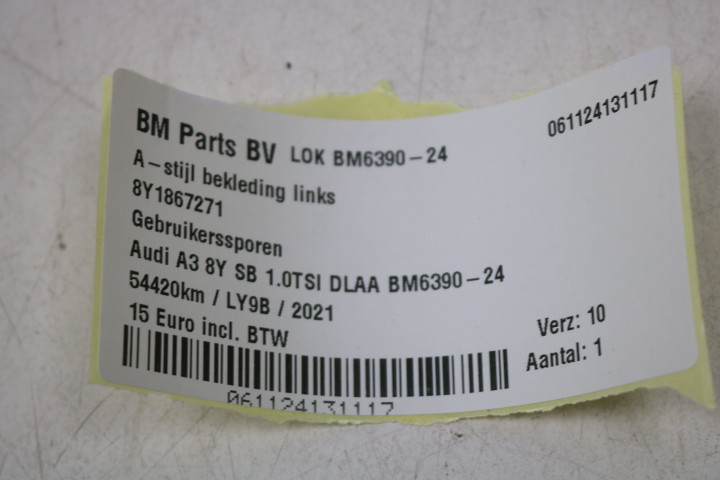 BM Parts BV LOK BM6390-24 061124131117
A-stijl bekleding links
8Y1867271
Gebruikerssporen
Audi A3 8Y SB 1.0TSI DLAA BM6390-24
54420km / LY9B / 2021
15 Euro incl. BTW
Verz: 10
Aantal: 1
061124131117